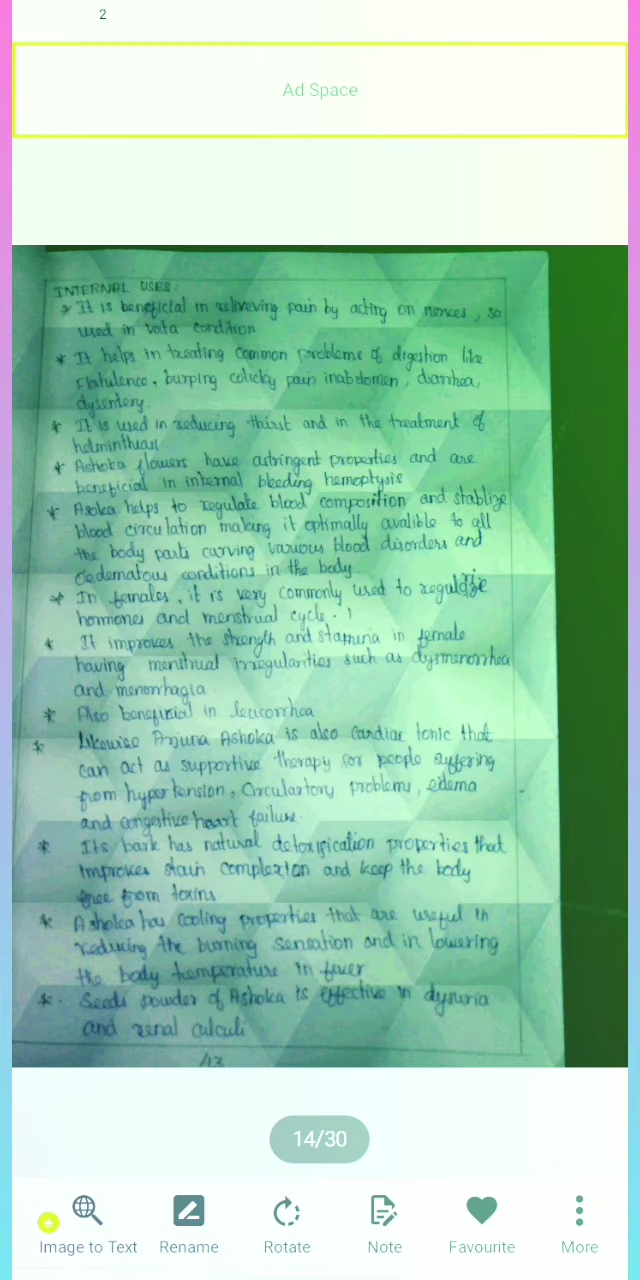 2
Ad Space
INTERNAL USES:
It is beneficial in relieveing pain by acting on nerves, so
used in vata condition
* It helps in treating common problems of digestion like
Flatulence, burping colicky pain inabdomen, diarrhea,
dysentery
* It is used in reducing thirst and in the treatment of
* Ashoka flowers have astringent properties and are
beneficial in internal bleeding hemoptysis
* Asoka helps to regulate blood composition and stablize
blood circulation making it optimally avalible to all
the body parts curving various blood disorders and
Oedematous conditions in the body
* In females, it is very commonly used to
hormones and menstrual cycle.
* It improves the strength and stamina in female
having menstrual irregularities such as dysmenorrhea
and menorrhagia
* Also beneficial in leucorrhea
* Likewise Arjuna Ashoka is also cardiac tonic that
can act as supportive therapy for people suffering
from hypertension, problems, edema
and congestive heart failure.
* Its bark has natural detoxification properties that
improves complexion and keep the body
free from toxins
* Ashoka has cooling properties that are useful in
reducing the burning sensation and in lowering
the body temperature in fever
* Seeds powder of Ashoka is effective in dysuria
and renal calculi
43
14/30
Image to Text Rename Rotate Note Favourite More